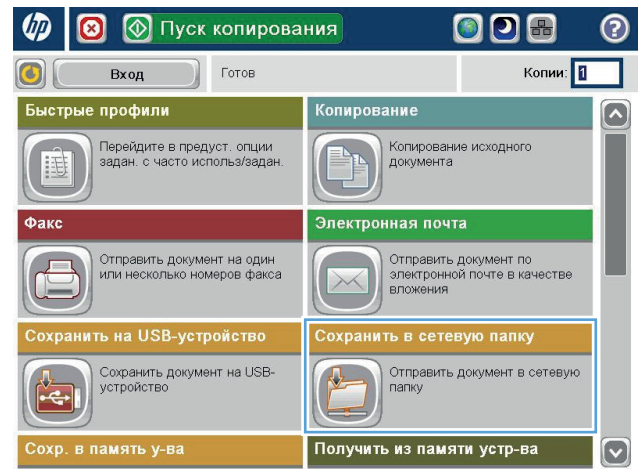 hp
Пуск копирования
?
Вход
Готов
Копии: 1
Быстрые профили
Копирование
Перейдите в предуст. опции
задан. с часто использ/задан.
Копирование исходного
документа
Факс
Электронная почта
Отправить документ на один
или несколько номеров факса
Отправить документ по
электронной почте в качестве
вложения
Сохранить на USB-устройство
Сохранить в сетевую папку
Сохранить документ на USB-
устройство
Отправить документ в сетевую
папку
Сохр. в память у-ва
Получить из памяти устр-ва